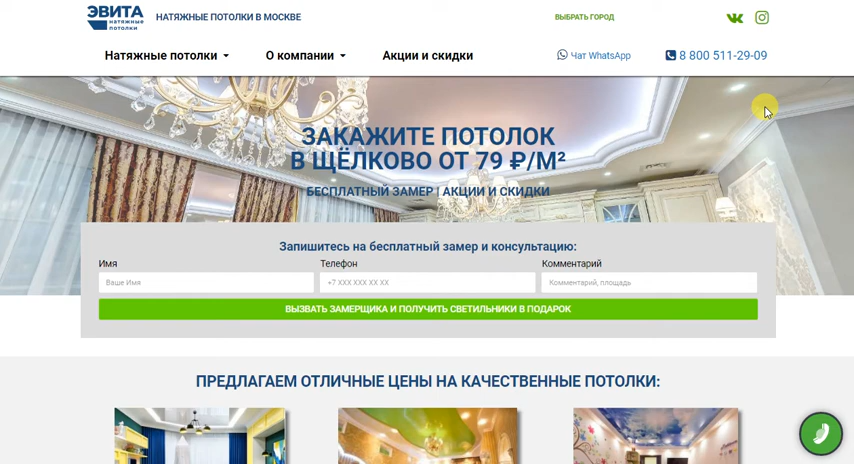 ЭВИТА
натяжные
потолки
НАТЯЖНЫЕ ПОТОЛКИ В МОСКВЕ
ВЫБРАТЬ ГОРОД
Натяжные потолки
О компании
Акции и скидки
Чат WhatsApp
8 800 511-29-09
ЗАКАЖИТЕ ПОТОЛОК
В ЩЁЛКОВО ОТ 79 ₽/М²
БЕСПЛАТНЫЙ ЗАМЕР | АКЦИИ И СКИДКИ
Запишитесь на бесплатный замер и консультацию:
Имя
Телефон
Комментарий
Ваше Имя
+7 XXX XXX XX XX
Комментарий, площадь
ВЫЗВАТЬ ЗАМЕРЩИКА И ПОЛУЧИТЬ СВЕТИЛЬНИКИ В ПОДАРОК
ПРЕДЛАГАЕМ ОТЛИЧНЫЕ ЦЕНЫ НА КАЧЕСТВЕННЫЕ ПОТОЛКИ: